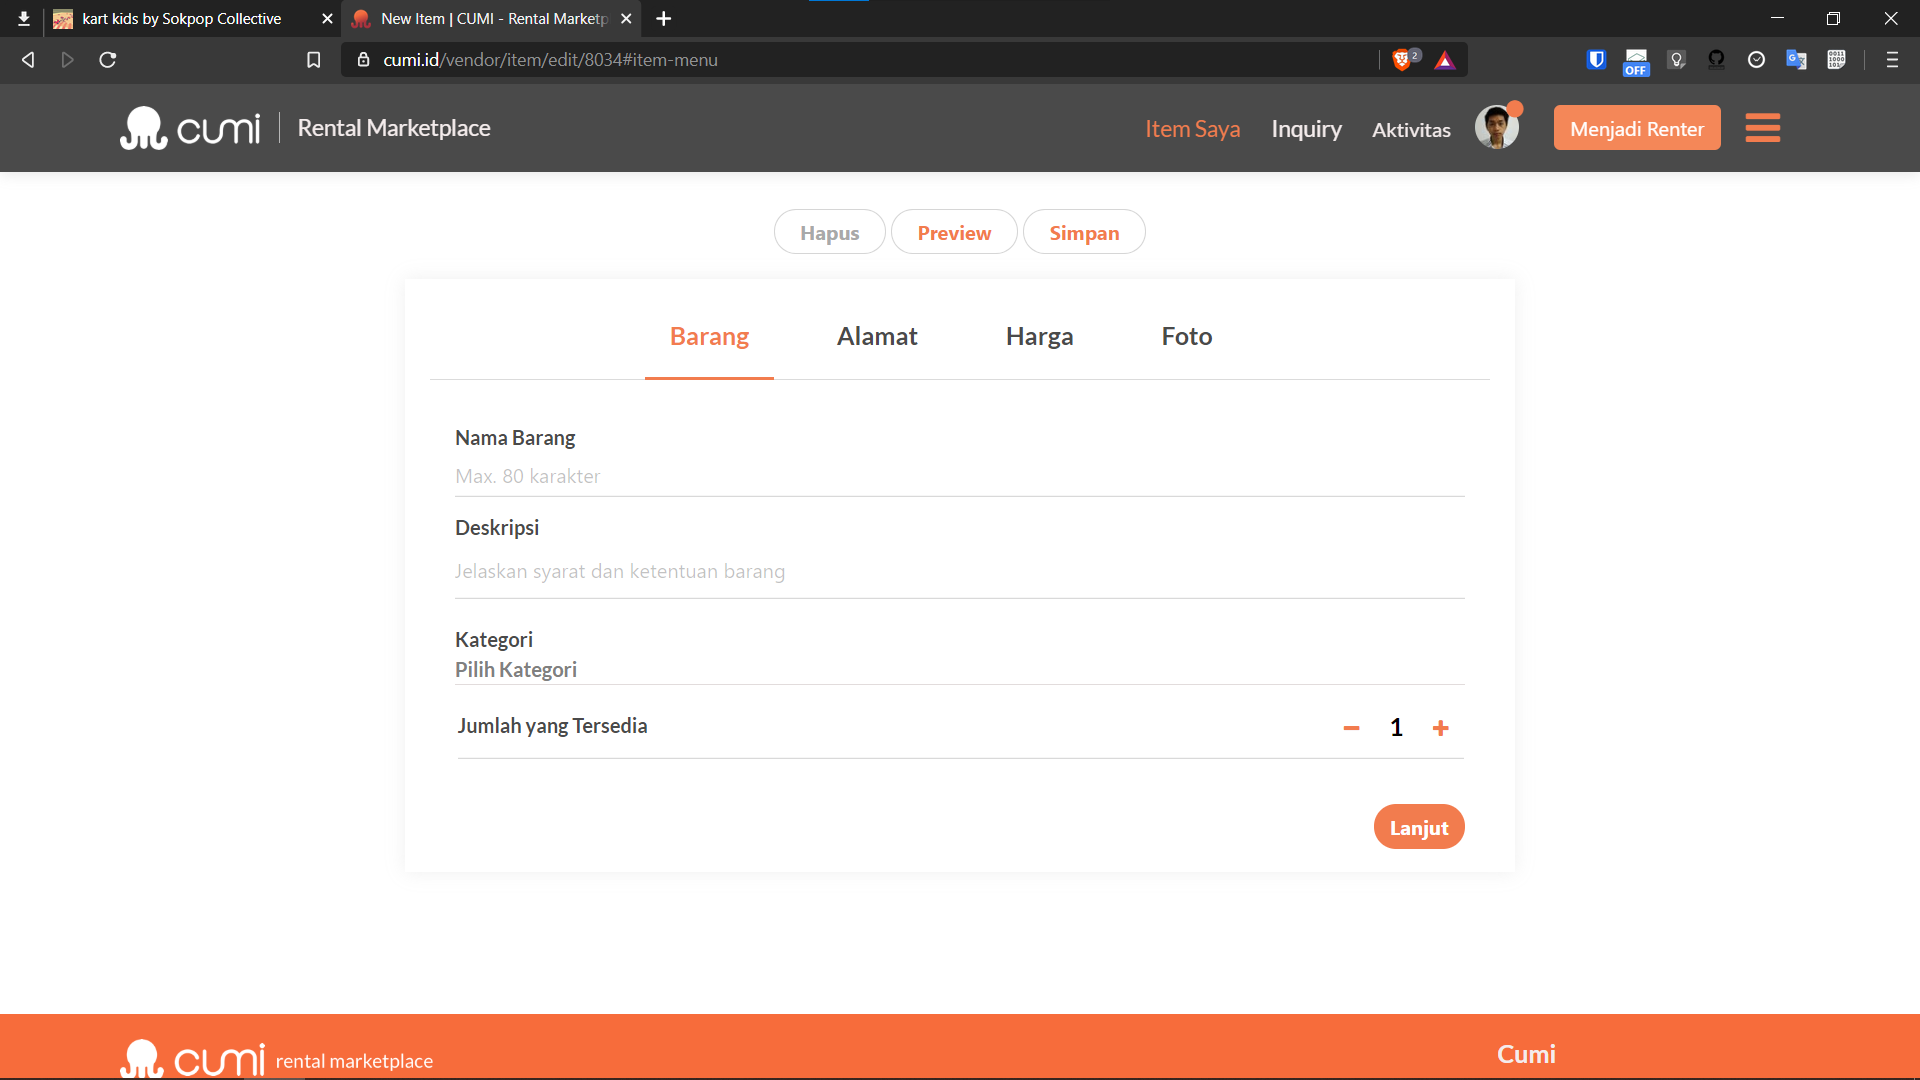 kart kids by Sokpop Collective
New Item | CUMI - Rental Marketp
cumi.id/vendor/item/edit/8034#item-menu
2
OFF
cumi
Rental Marketplace
Item Saya
Inquiry
Aktivitas
Menjadi Renter
Hapus
Preview
Simpan
Barang
Alamat
Harga
Foto
Nama Barang
Max. 80 karakter
Deskripsi
Jelaskan syarat dan ketentuan barang
Kategori
Pilih Kategori
Jumlah yang Tersedia
1
Lanjut
cumi rental marketplace
Cumi